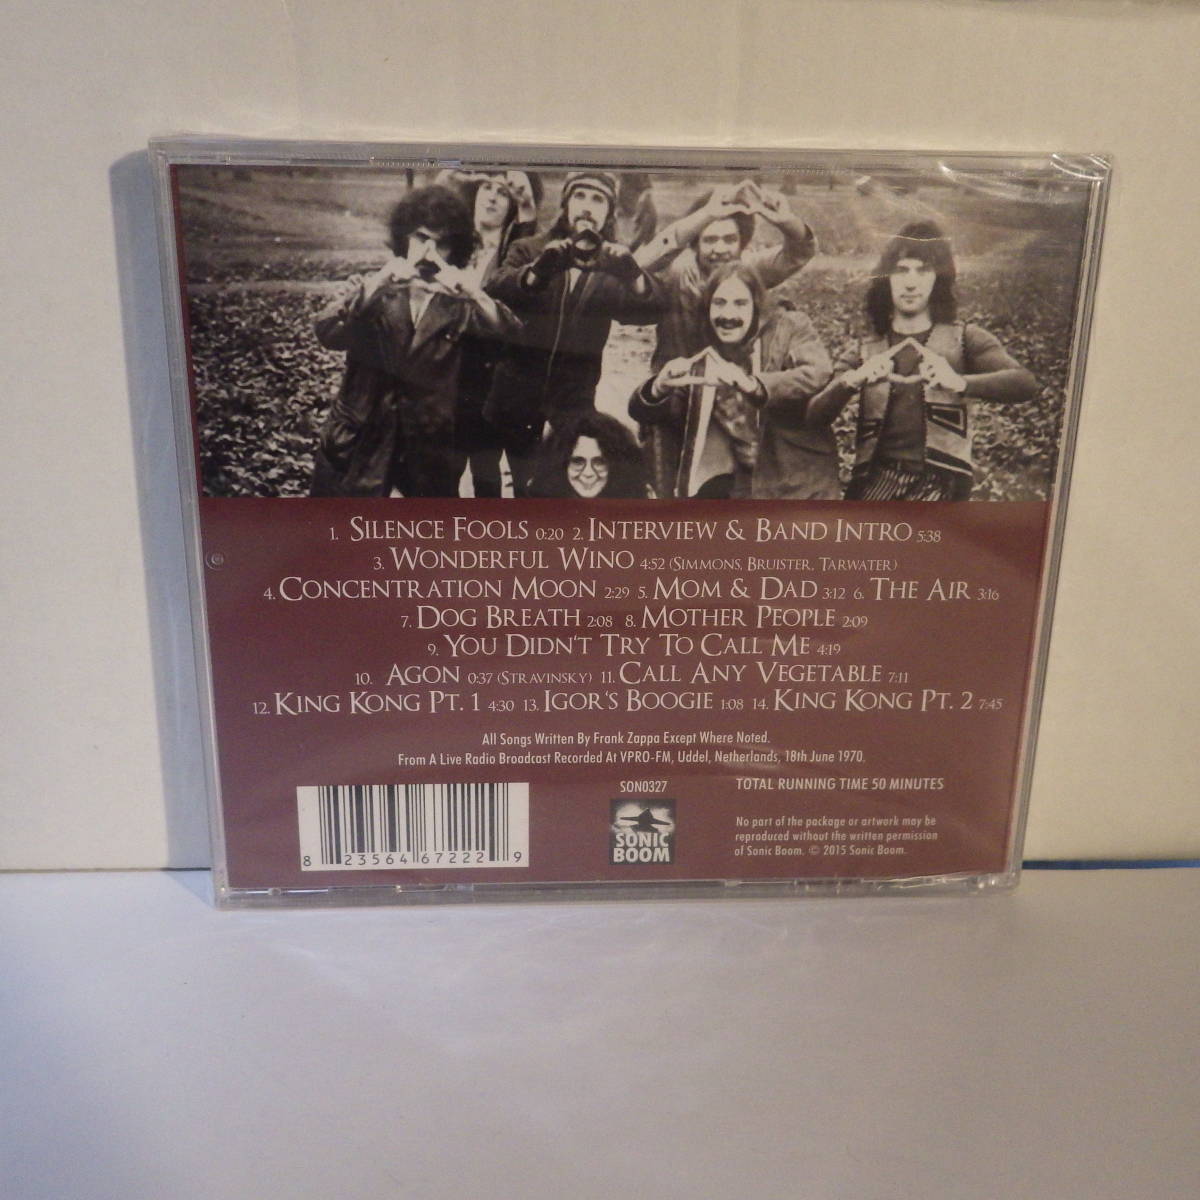 1. SILENCE FOOLS 0:20 2. INTERVIEW & BAND INTRO 5:38
3. WONDERFUL WINO 4:52 (SIMMONS, BRUISTER, TARWATER)
4. CONCENTRATION MOON 2:29 5. MOM & DAD 3:12 6. THE AIR 3:16
7. DOG BREATH 2:08 8. MOTHER PEOPLE 2:09
9. YOU DIDN'T TRY TO CALL ME 4:19
10. AGON 0:37 (STRAVINSKY) 11. CALL ANY VEGETABLE 7:11
12. KING KONG PT. 1 4:30 13. IGOR'S BOOGIE 1:08 14. KING KONG PT. 2 7:45
All Songs Written By Frank Zappa Except Where Noted.
From A Live Radio Broadcast Recorded At VPRO-FM, Uddel, Netherlands, 18th June 1970.
8 23564 67222 9
SON0327
SONIC
BOOM
TOTAL RUNNING TIME 50 MINUTES
No part of the package or artwork may be
reproduced without the written permission
of Sonic Boom. © 2015 Sonic Boom.